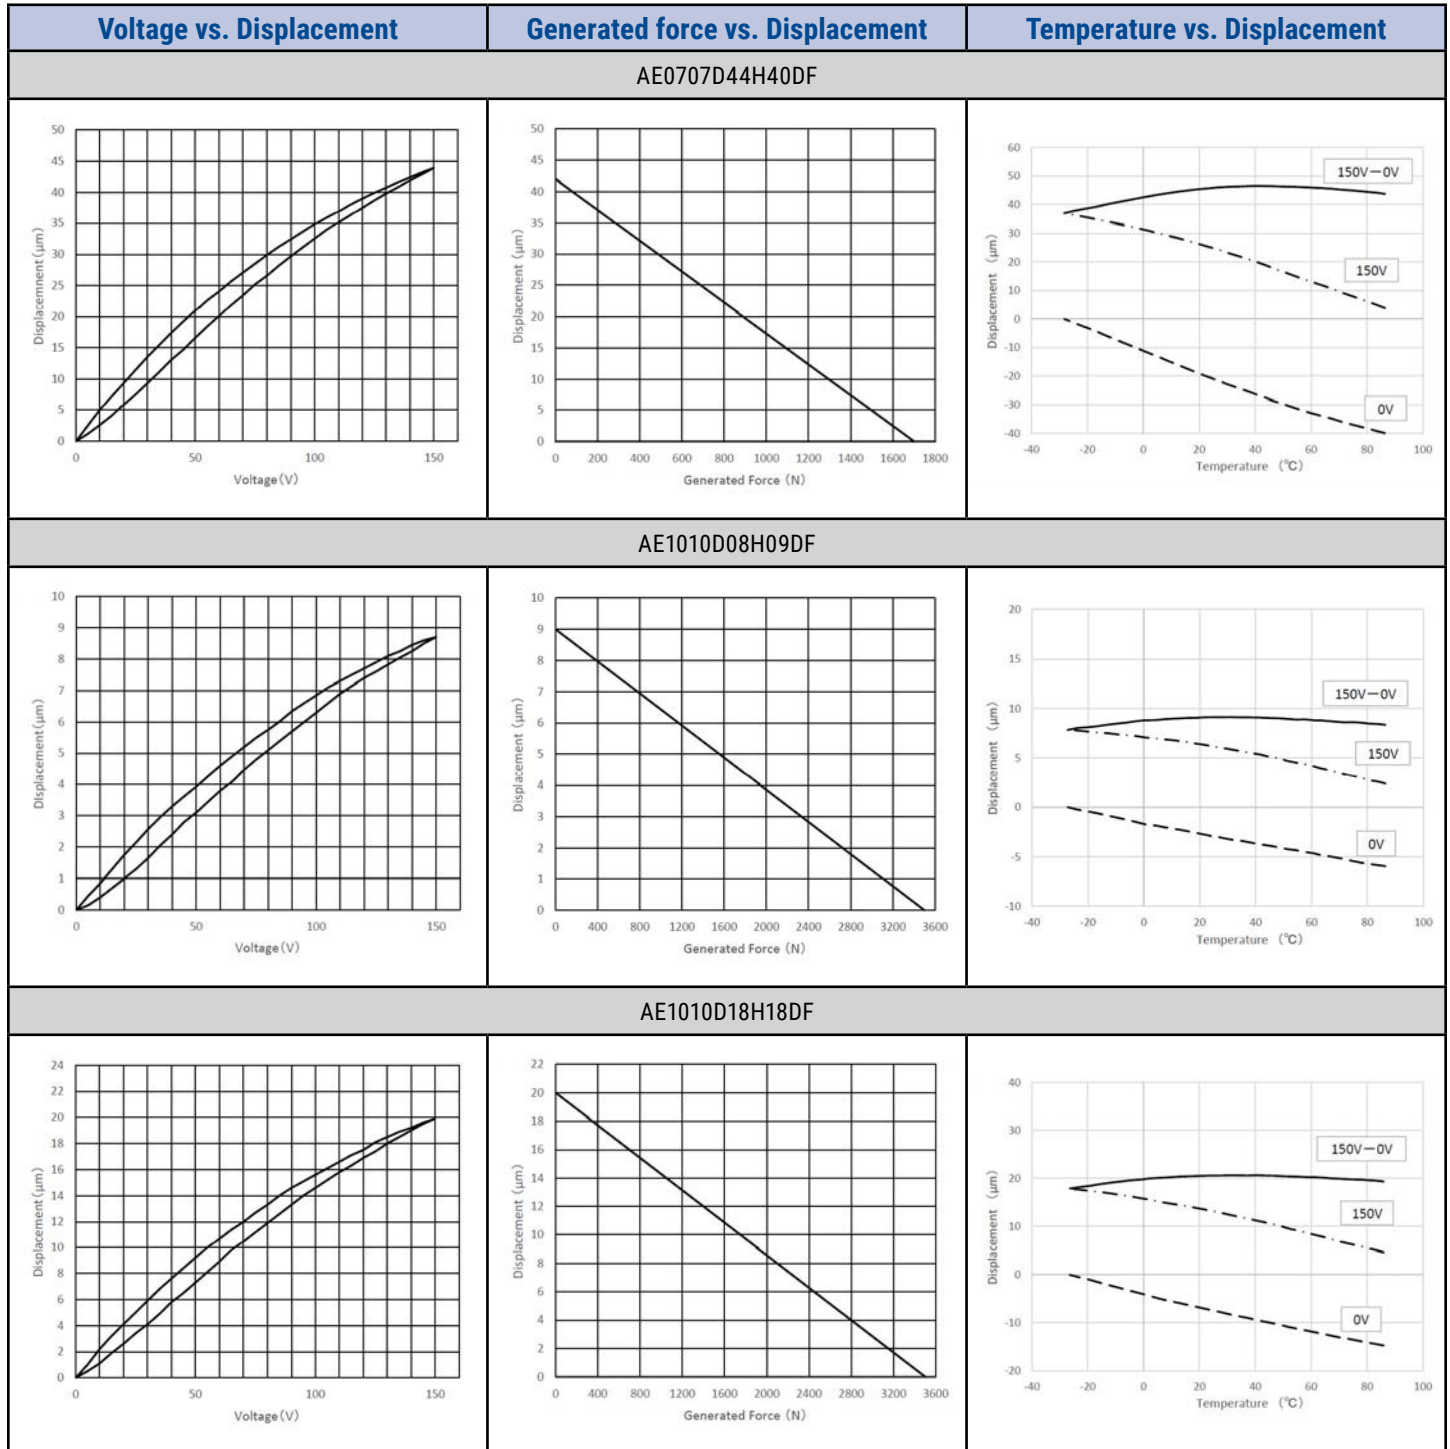 Voltage vs. Displacement
Generated force vs. Displacement
Temperature vs. Displacement
AE0707D44H40DF
50
45
40
35
30
25
20
15
10
5
0
Displacemnent(μm)
0 50 100 150
Voltage(V)
50
45
40
35
30
25
20
15
10
5
0
Displacement (μm)
0 200 400 600 800 1000 1200 1400 1600 1800
Generated Force (N)
60
50
40
30
20
10
0
-10
-20
-30
-40
Displacement (μm)
150V—0V
150V
0V
-40 -20 0 20 40 60 80 100
Temperature (℃)
AE1010D08H09DF
10
9
8
7
6
5
4
3
2
1
0
Displacement(μm)
0 50 100 150
Voltage(V)
10
9
8
7
6
5
4
3
2
1
0
Displacement (μm)
0 400 800 1200 1600 2000 2400 2800 3200 3600
Generated Force (N)
20
15
10
5
0
-5
-10
Displacement (μm)
150V—0V
150V
0V
-40 -20 0 20 40 60 80 100
Temperature (℃)
AE1010D18H18DF
24
22
20
18
16
14
12
10
8
6
4
2
0
Displacement(μm)
0 50 100 150
Voltage(V)
22
20
18
16
14
12
10
8
6
4
2
0
Displacement (μm)
0 400 800 1200 1600 2000 2400 2800 3200 3600
Generated Force (N)
40
30
20
10
0
-10
-20
Displacement (μm)
150V—0V
150V
0V
-40 -20 0 20 40 60 80 100
Temperature (℃)